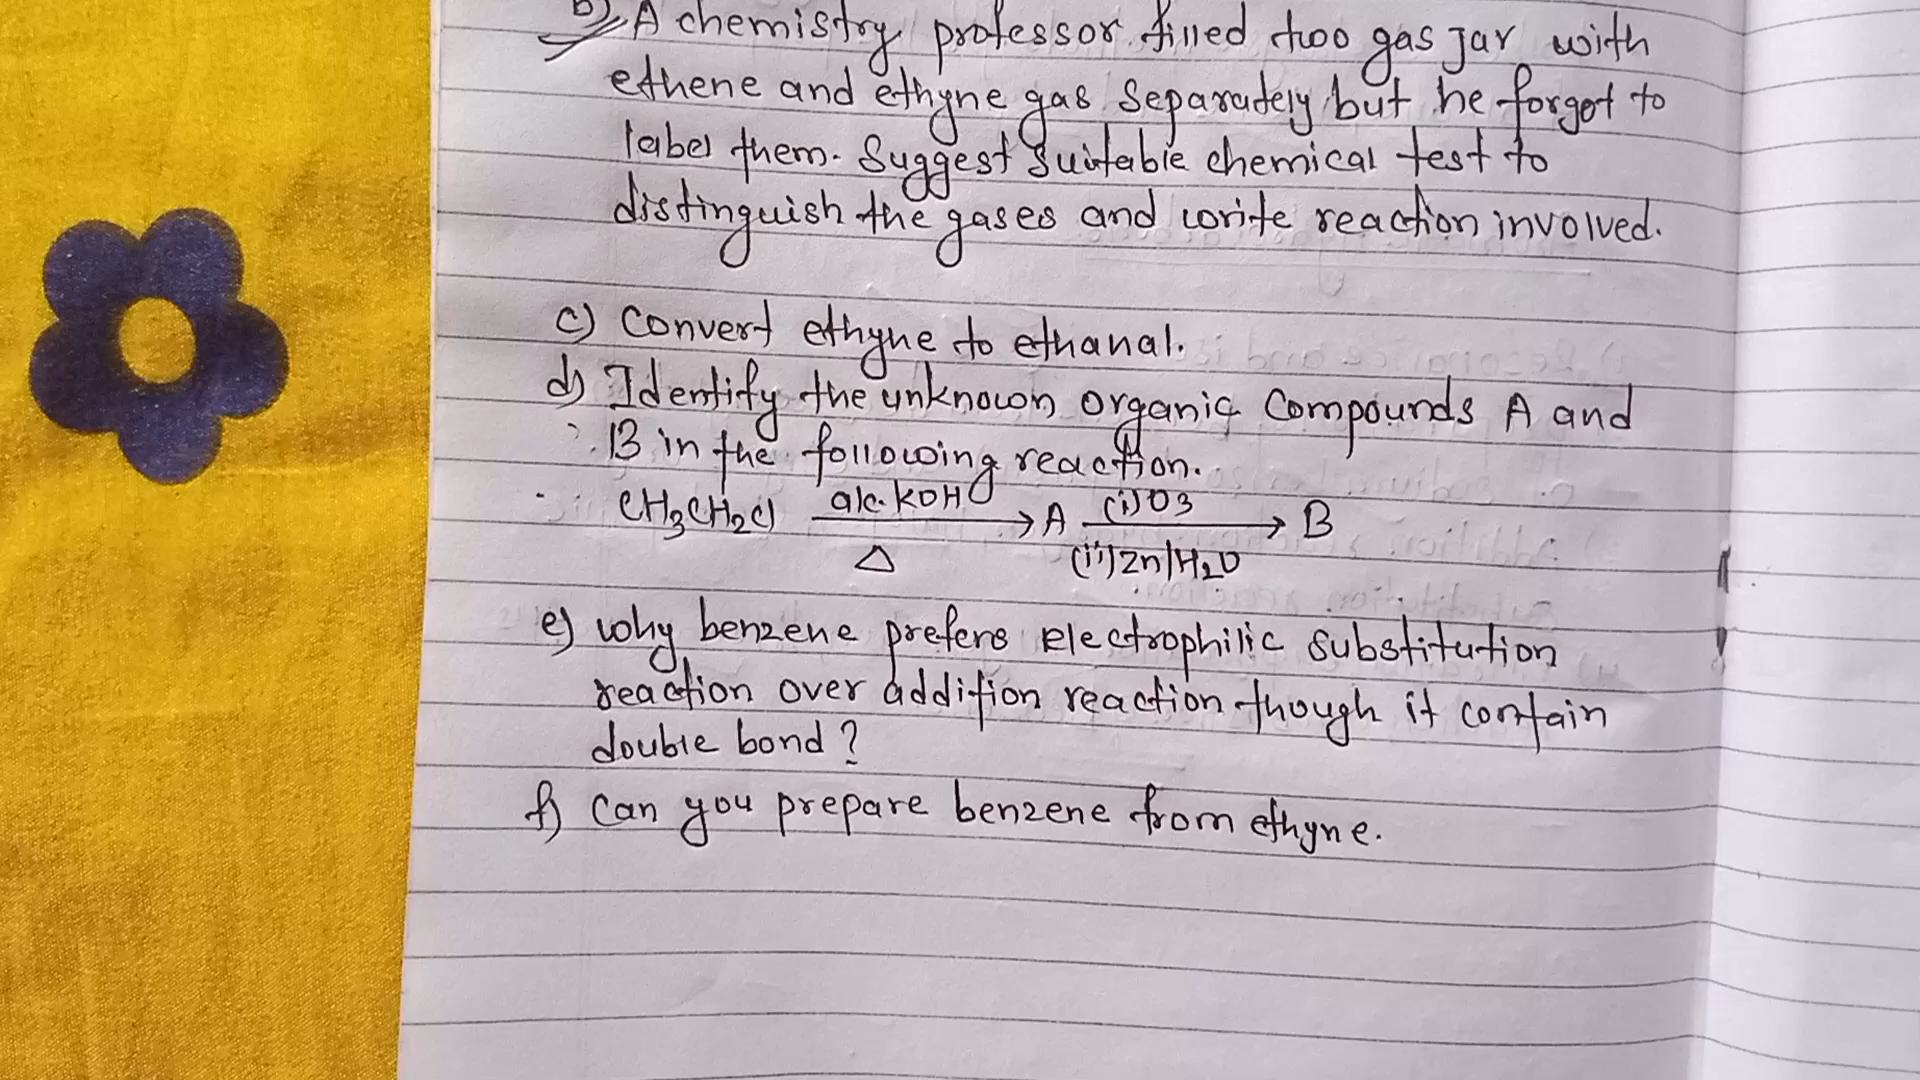 b) A chemistry professor filled two gas jar with
ethene and ethyne gas separately but he forgot to
label them. Suggest suitable chemical test to
distinguish the gases and write reaction involved.
c) Convert ethyne to ethanal.
d) Identify the unknown organic compounds A and
B in the following reaction.
CH3CH2Cl alc. KOH → A (i) O3 → B
Δ (ii) Zn/H2O
e) Why benzene prefers electrophilic substitution
reaction over addition reaction though it contain
double bond?
f) Can you prepare benzene from ethyne.